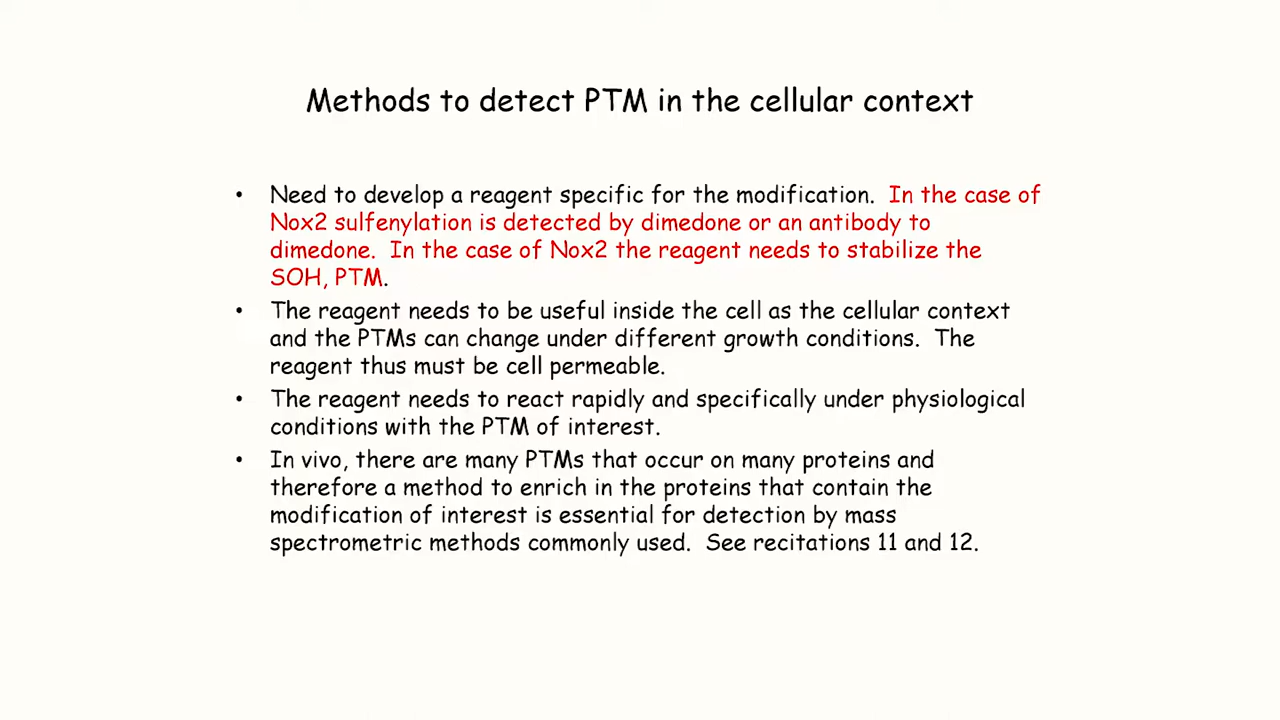 Methods to detect PTM in the cellular context
• Need to develop a reagent specific for the modification. In the case of
Nox2 sulfenylation is detected by dimedone or an antibody to
dimedone. In the case of Nox2 the reagent needs to stabilize the
SOH, PTM.
• The reagent needs to be useful inside the cell as the cellular context
and the PTMs can change under different growth conditions. The
reagent thus must be cell permeable.
• The reagent needs to react rapidly and specifically under physiological
conditions with the PTM of interest.
• In vivo, there are many PTMs that occur on many proteins and
therefore a method to enrich in the proteins that contain the
modification of interest is essential for detection by mass
spectrometric methods commonly used. See recitations 11 and 12.